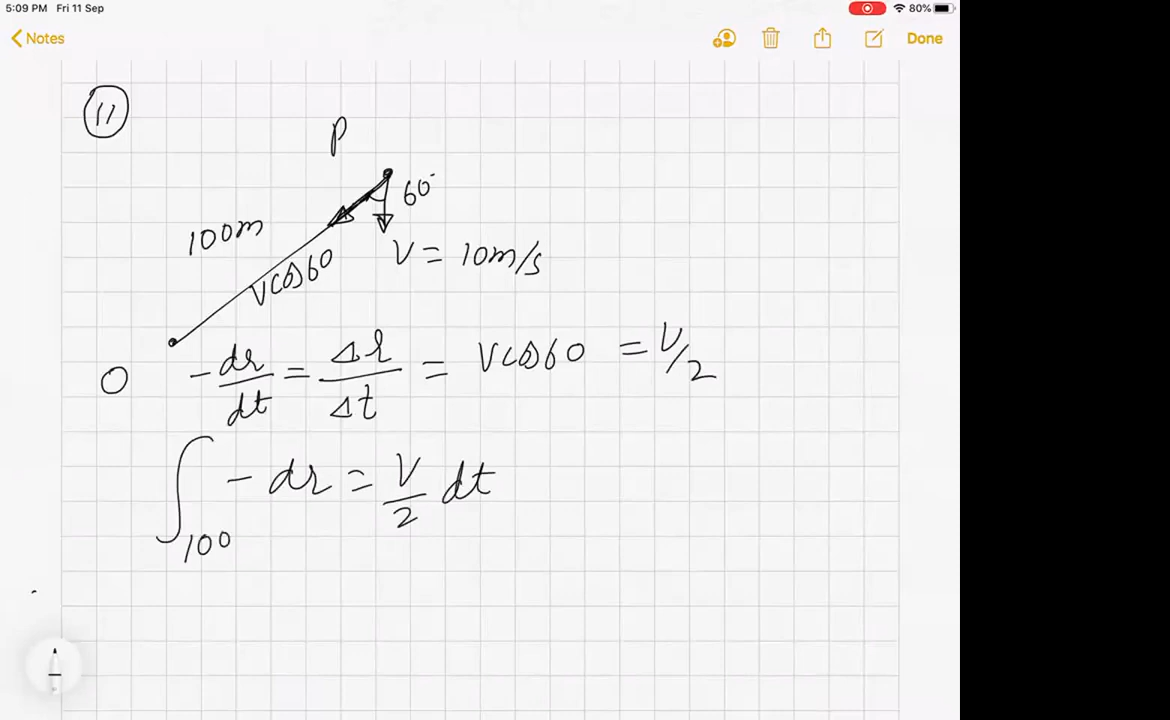 5:09 PM Fri 11 Sep 80%
Notes Done
11
P
60°
100m
V = 10m/s
Vcos60
O -dr/dt = Δr/Δt = Vcos60 = V/2
∫100 - dr = V/2 dt